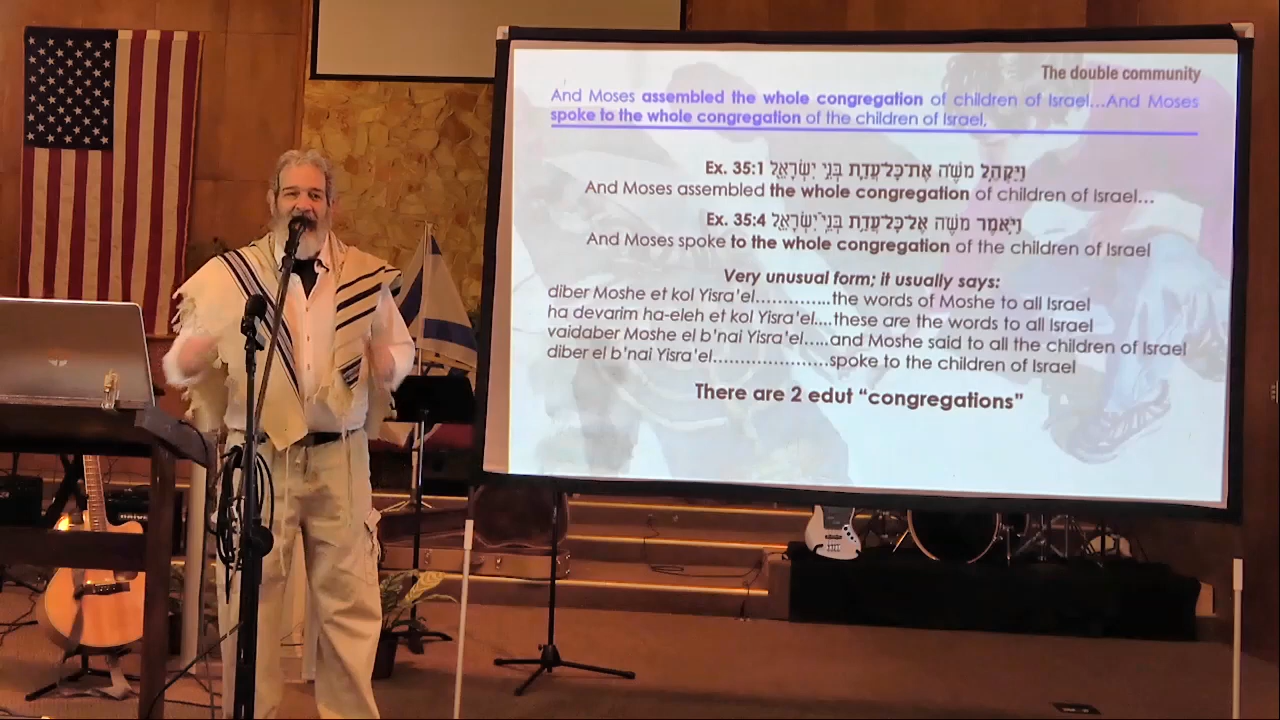 The double community
And Moses assembled the whole congregation of children of Israel...And Moses
spoke to the whole congregation of the children of Israel.
Ex. 35:1 וַיַּקְהֵ֣ל מֹשֶׁ֗ה אֶֽת־כׇּל־עֲדַ֛ת בְּנֵ֥י יִשְׂרָאֵ֖ל
And Moses assembled the whole congregation of children of Israel...
Ex. 35:4 וַיֹּ֣אמֶר מֹשֶׁ֔ה אֶל־כׇּל־עֲדַ֥ת בְּנֵֽי־יִשְׂרָאֵ֖ל
And Moses spoke to the whole congregation of the children of Israel
Very unusual form; it usually says:
diber Moshe et kol Yisra'el..............the words of Moshe to all Israel
ha devarim ha-eleh et kol Yisra'el....these are the words to all Israel
vaidaber Moshe el b'nai Yisra'el.....and Moshe said to all the children of Israel
diber el b'nai Yisra'el......................spoke to the children of Israel
There are 2 edut "congregations"